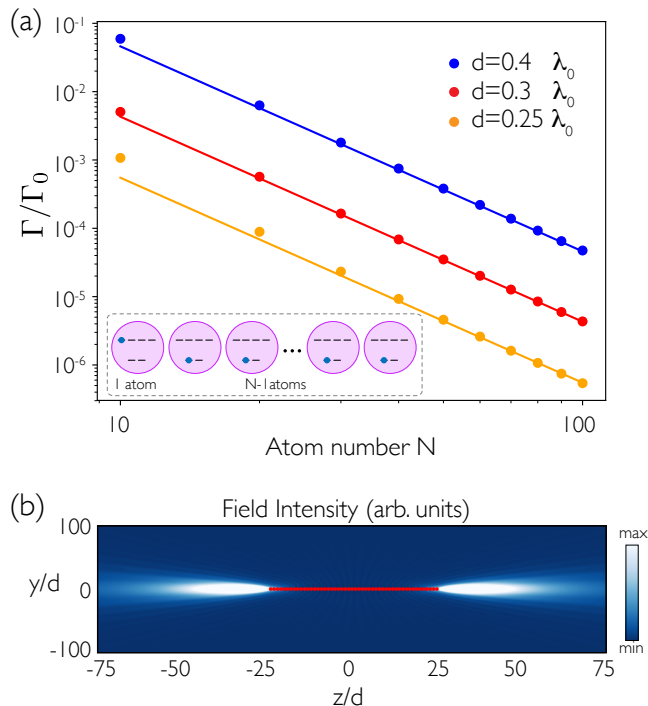 (a)
10⁻¹
10⁻²
10⁻³
10⁻⁴
10⁻⁵
10⁻⁶
Γ/Γ₀
d=0.4 λ₀
d=0.3 λ₀
d=0.25 λ₀
1 atom
N-1atoms
10
100
Atom number N
(b)
Field Intensity (arb. units)
100
0
-100
y/d
max
min
-75 -50 -25 0 25 50 75
z/d